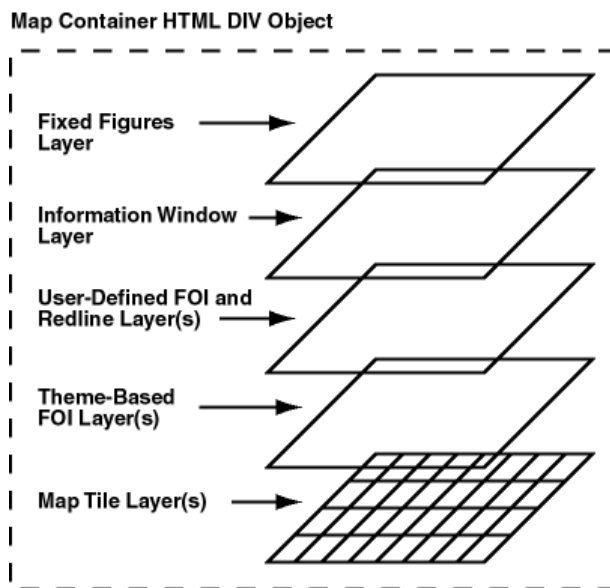 Map Container HTML DIV Object
Fixed Figures
Layer
Information Window
Layer
User-Defined FOI and
Redline Layer(s)
Theme-Based
FOI Layer(s)
Map Tile Layer(s)